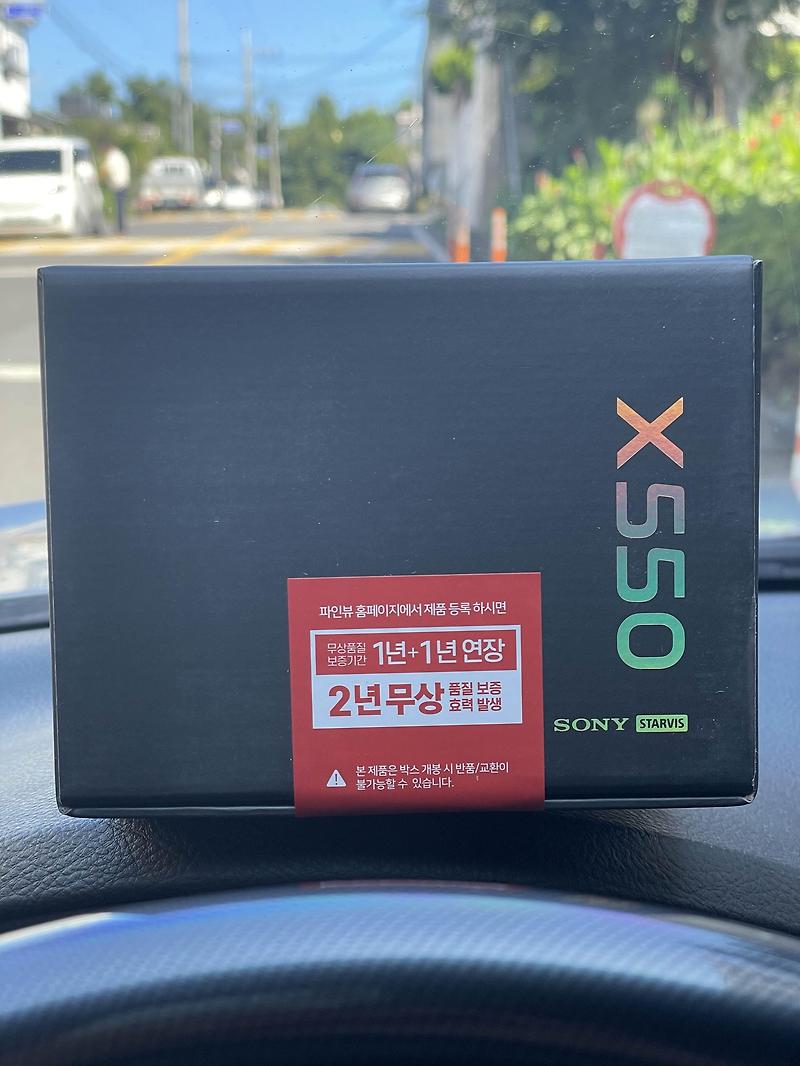 X550
파인뷰 홈페이지에서 제품 등록 하시면
무상품질 보증기간 1년+1년 연장
2년 무상 품질 보증 효력 발생
SONY STARVIS
본 제품은 박스 개봉 시 반품/교환이
불가능할 수 있습니다.